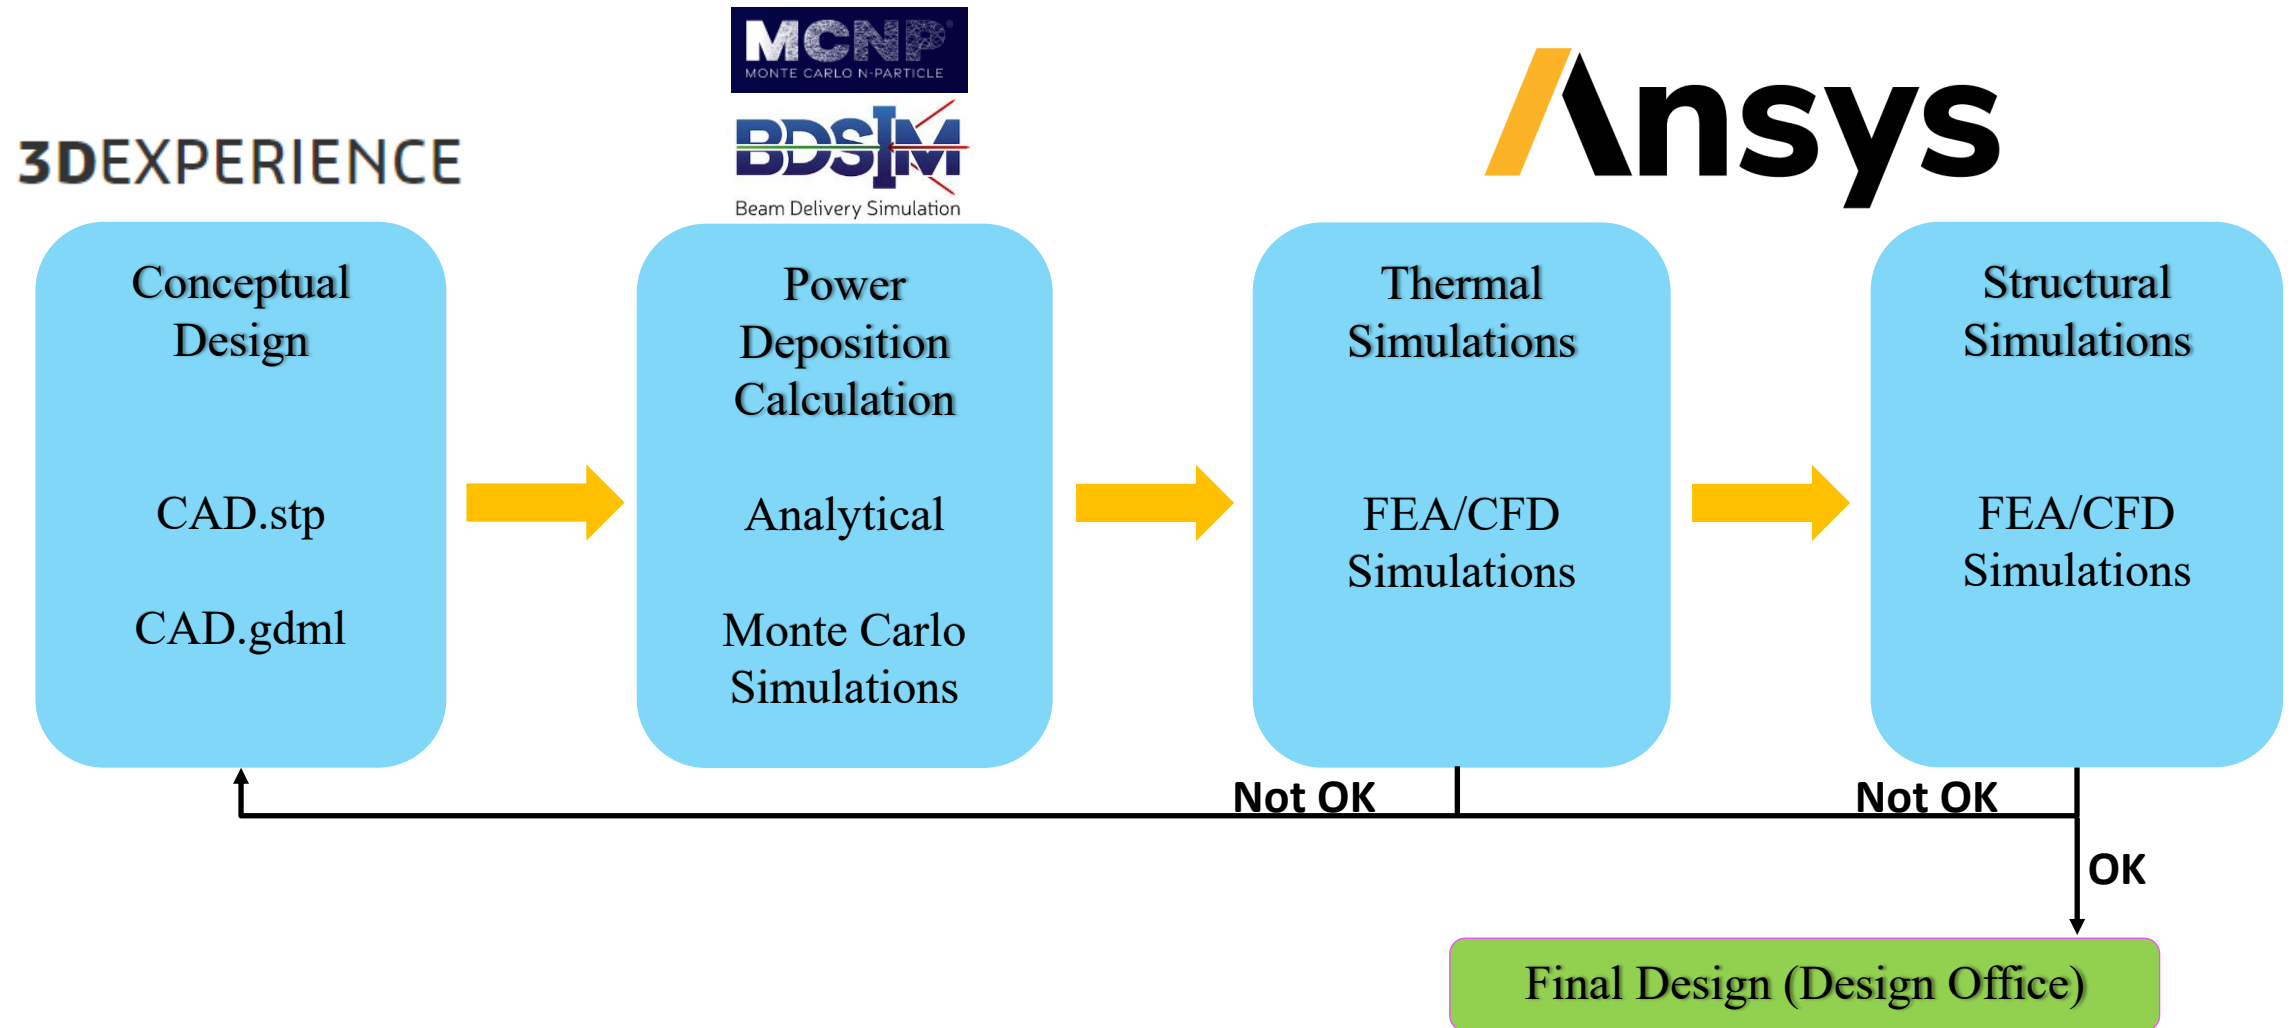 3DEXPERIENCE
MCNP
MONTE CARLO N-PARTICLE
BDSIM
Beam Delivery Simulation
Ansys
Conceptual
Design
CAD.stp
CAD.gdml
Power
Deposition
Calculation
Analytical
Monte Carlo
Simulations
Thermal
Simulations
FEA/CFD
Simulations
Structural
Simulations
FEA/CFD
Simulations
Not OK
Not OK
OK
Final Design (Design Office)